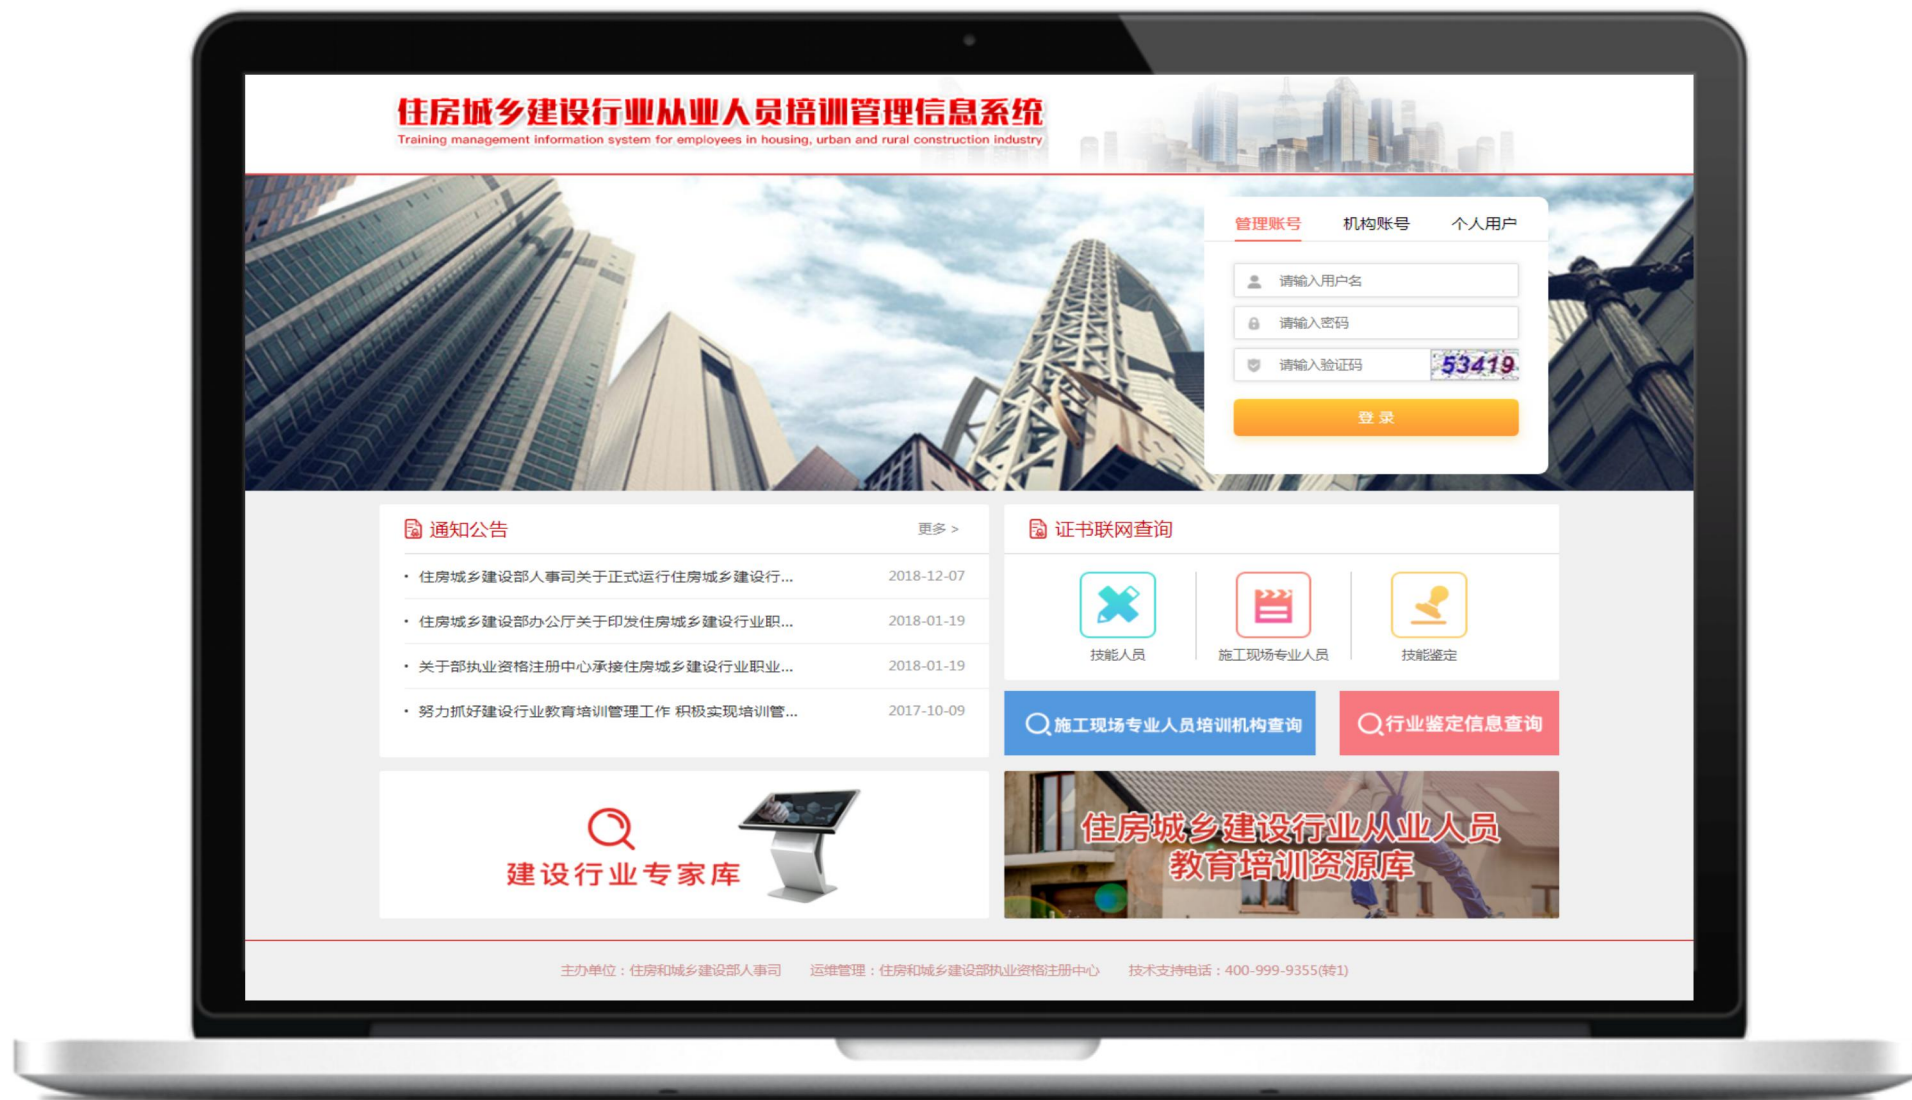 住房城乡建设行业从业人员培训管理信息系统
Training management information system for employees in housing, urban and rural construction industry
管理账号 机构账号 个人用户
请输入用户名
请输入密码
请输入验证码 53419
登 录
通知公告 更多 >
• 住房城乡建设部人事司关于正式运行住房城乡建设行... 2018-12-07
• 住房城乡建设部办公厅关于印发住房城乡建设行业职... 2018-01-19
• 关于部执业资格注册中心承接住房城乡建设行业职业... 2018-01-19
• 努力抓好建设行业教育培训管理工作 积极实现培训管... 2017-10-09
证书联网查询
技能人员 施工现场专业人员 技能鉴定
施工现场专业人员培训机构查询 行业鉴定信息查询
建设行业专家库
住房城乡建设行业从业人员
教育培训资源库
主办单位：住房和城乡建设部人事司 运维管理：住房和城乡建设部执业资格注册中心 技术支持电话：400-999-9355(转1)